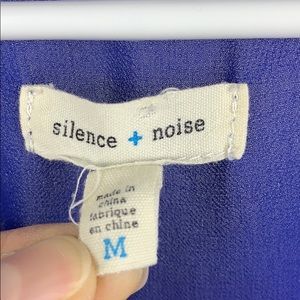 silence + noise
made in
china
fabriqué
en chine
M